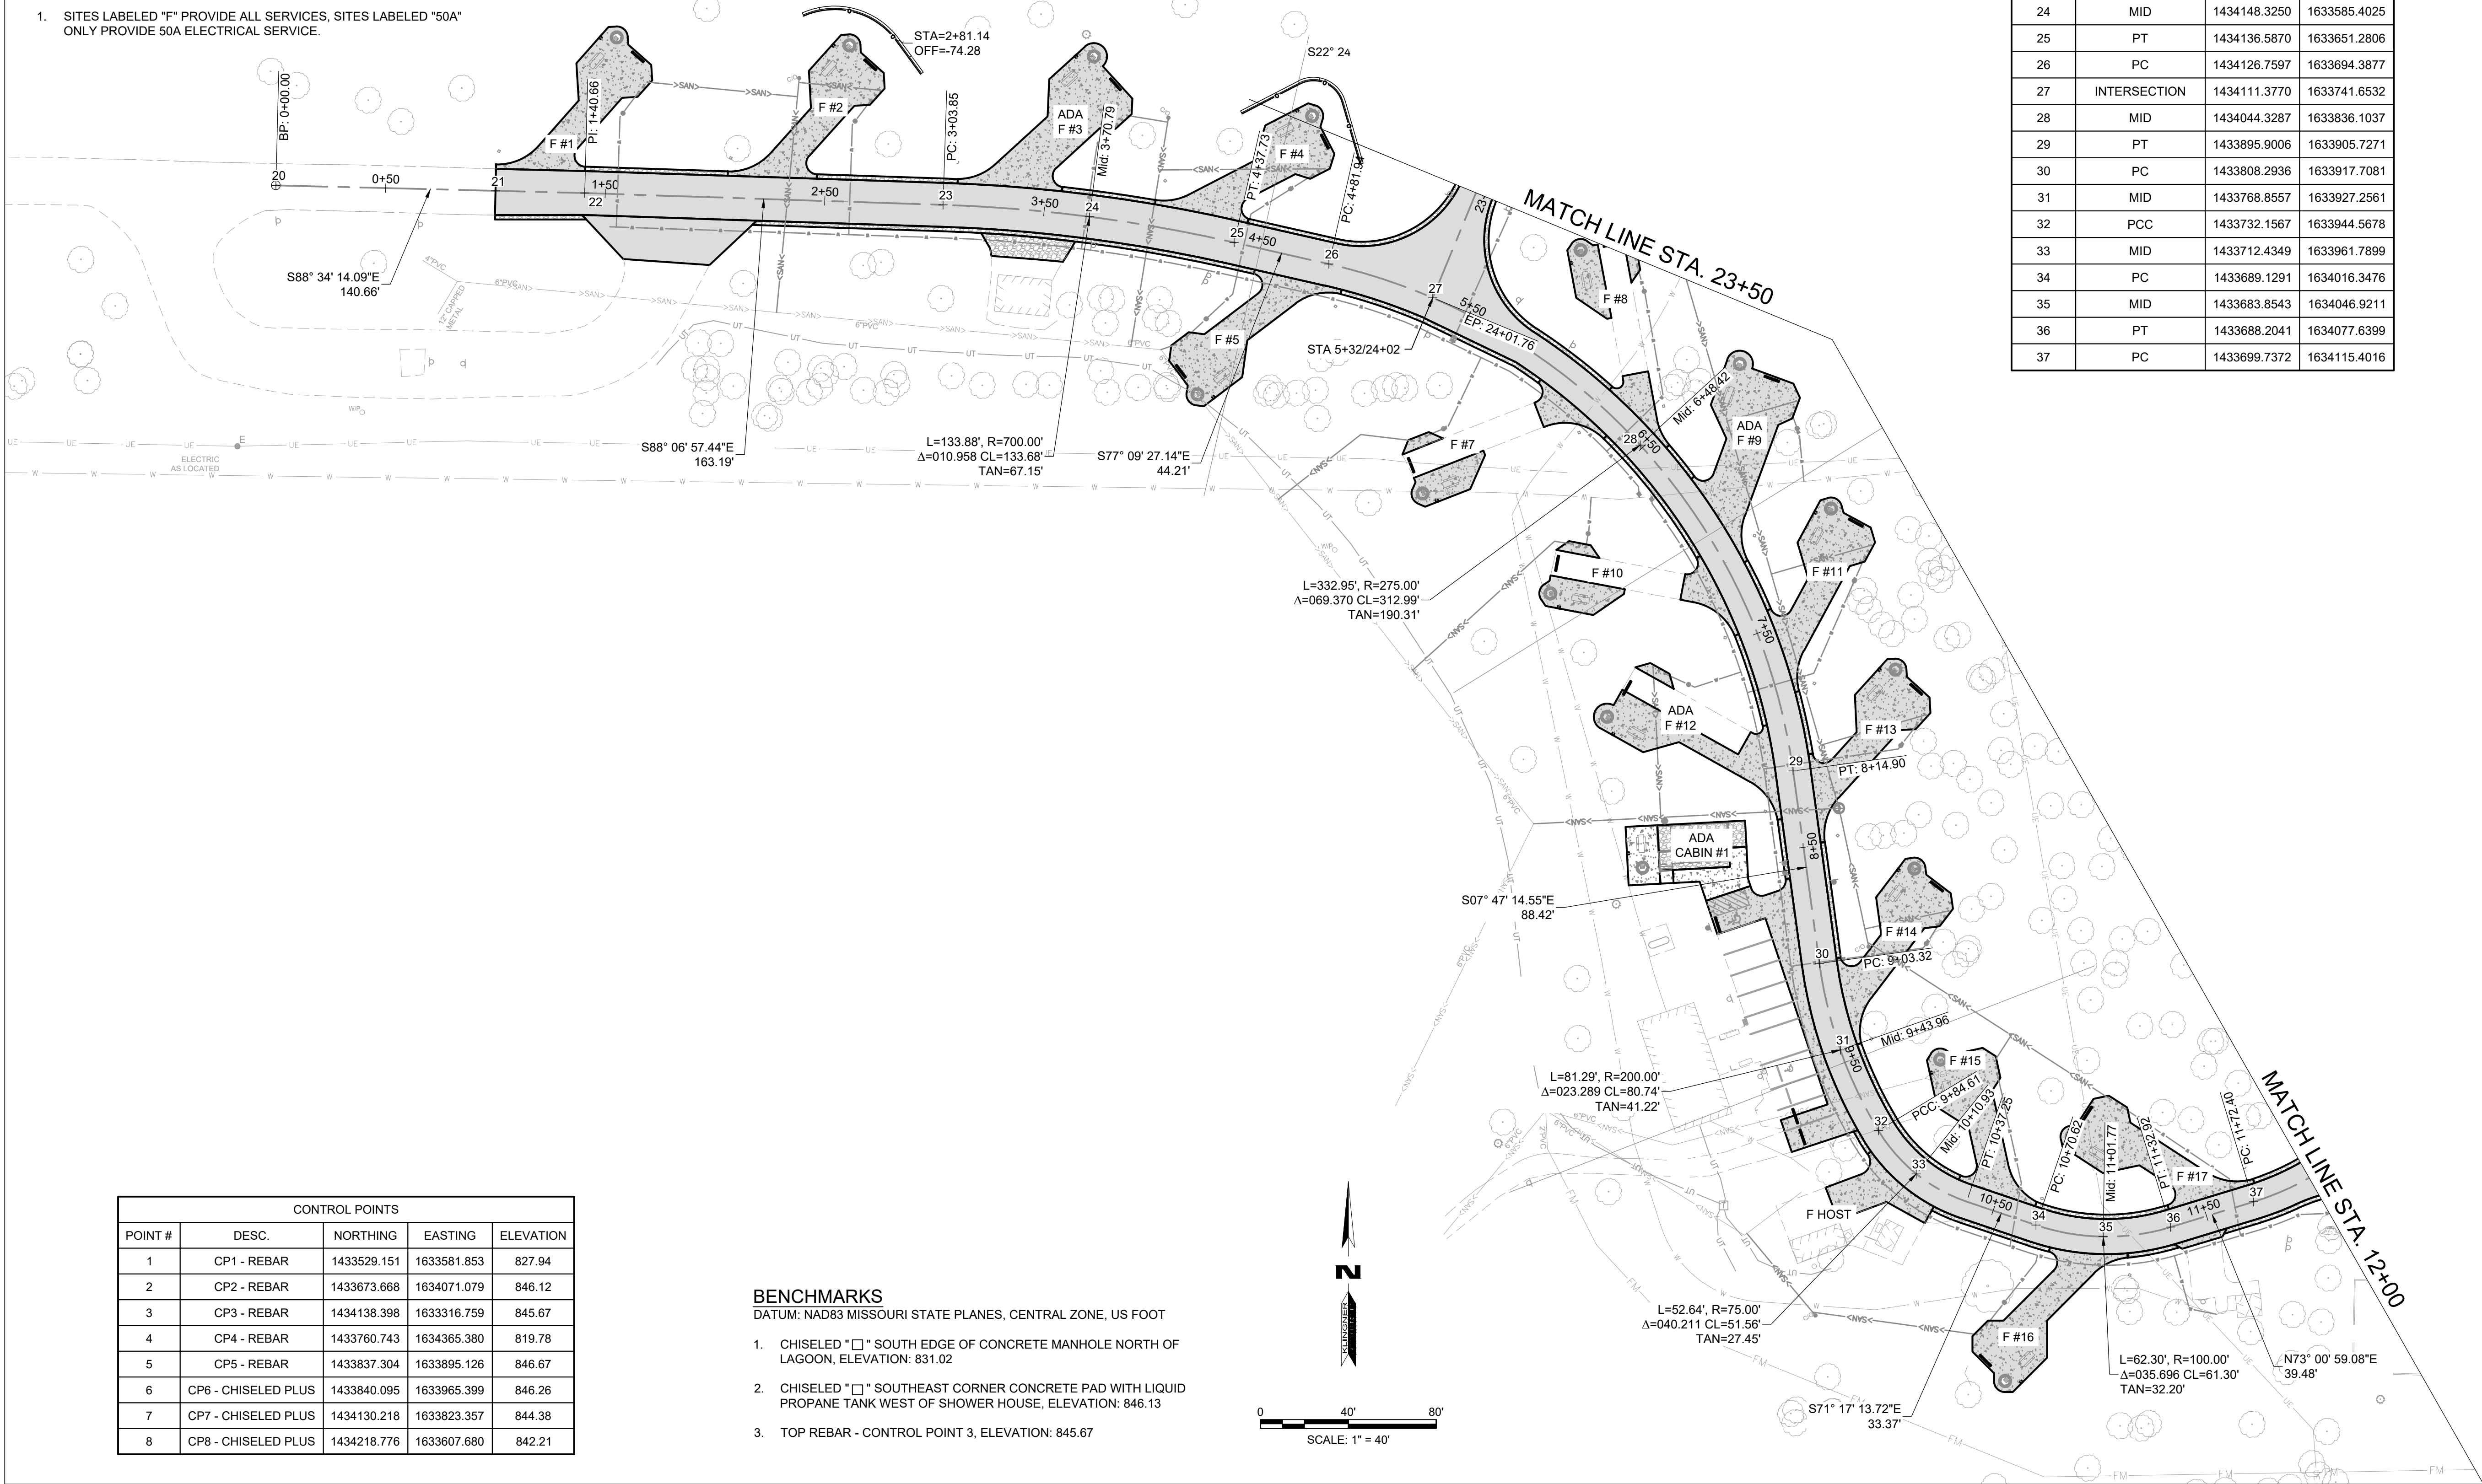 1. SITES LABELED "F" PROVIDE ALL SERVICES, SITES LABELED "50A"
ONLY PROVIDE 50A ELECTRICAL SERVICE.
24 MID 1434148.3250 1633585.4025
25 PT 1434136.5870 1633651.2806
26 PC 1434126.7597 1633694.3877
27 INTERSECTION 1434111.3770 1633741.6532
28 MID 1434044.3287 1633836.1037
29 PT 1433895.9006 1633905.7271
30 PC 1433808.2936 1633917.7081
31 MID 1433768.8557 1633927.2561
32 PCC 1433732.1567 1633944.5678
33 MID 1433712.4349 1633961.7899
34 PC 1433689.1291 1634016.3476
35 MID 1433683.8543 1634046.9211
36 PT 1433688.2041 1634077.6399
37 PC 1433699.7372 1634115.4016
STA=2+81.14
OFF=-74.28
S22° 24
BP: 0+00.00
PI: 1+40.66
PC: 3+03.85
Mid: 3+70.79
PT: 4+37.73
PC: 4+81.94
F #1
F #2
ADA
F #3
F #4
20
0+50
21
1+50
22
2+50
23
3+50
24
25
4+50
26
27
5+50
EP: 24+01.76
23+
MATCH LINE STA. 23+50
S88° 34' 14.09"E
140.66'
4"PVC
6"PVC
12" CAPPED
METAL
6"PVC
6"PVC
F #5
STA 5+32/24+02
F #8
Mid: 6+48.42
ADA
F #9
28
6+50
F #7
E
ELECTRIC
AS LOCATED
S88° 06' 57.44"E
163.19'
L=133.88', R=700.00'
Δ=010.958 CL=133.68'
TAN=67.15'
S77° 09' 27.14"E
44.21'
F #10
F #11
L=332.95', R=275.00'
Δ=069.370 CL=312.99'
TAN=190.31'
7+50
ADA
F #12
F #13
29
PT: 8+14.90
6"PVC
ADA
CABIN #1
8+50
S07° 47' 14.55"E
88.42'
F #14
30
PC: 9+03.32
6"PVC
31
9+50
Mid: 9+43.96
L=81.29', R=200.00'
Δ=023.289 CL=80.74'
TAN=41.22'
F #15
PCC: 9+84.61
Mid: 10+10.93
PT: 10+37.25
PC: 10+70.62
Mid: 11+01.77
PT: 11+32.92
PC: 11+72.40
MATCH LINE STA. 12+00
32
33
F #17
F HOST
10+50
34
35
36
11+50
37
F #16
L=52.64', R=75.00'
Δ=040.211 CL=51.56'
TAN=27.45'
L=62.30', R=100.00'
Δ=035.696 CL=61.30'
TAN=32.20'
N73° 00' 59.08"E
39.48'
S71° 17' 13.72"E
33.37'
CONTROL POINTS
POINT # DESC. NORTHING EASTING ELEVATION
1 CP1 - REBAR 1433529.151 1633581.853 827.94
2 CP2 - REBAR 1433673.668 1634071.079 846.12
3 CP3 - REBAR 1434138.398 1633316.759 845.67
4 CP4 - REBAR 1433760.743 1634365.380 819.78
5 CP5 - REBAR 1433837.304 1633895.126 846.67
6 CP6 - CHISELED PLUS 1433840.095 1633965.399 846.26
7 CP7 - CHISELED PLUS 1434130.218 1633823.357 844.38
8 CP8 - CHISELED PLUS 1434218.776 1633607.680 842.21
BENCHMARKS
DATUM: NAD83 MISSOURI STATE PLANES, CENTRAL ZONE, US FOOT
1. CHISELED "□" SOUTH EDGE OF CONCRETE MANHOLE NORTH OF
LAGOON, ELEVATION: 831.02
2. CHISELED "□" SOUTHEAST CORNER CONCRETE PAD WITH LIQUID
PROPANE TANK WEST OF SHOWER HOUSE, ELEVATION: 846.13
3. TOP REBAR - CONTROL POINT 3, ELEVATION: 845.67
N
KLINGNER
0 40' 80'
SCALE: 1" = 40'